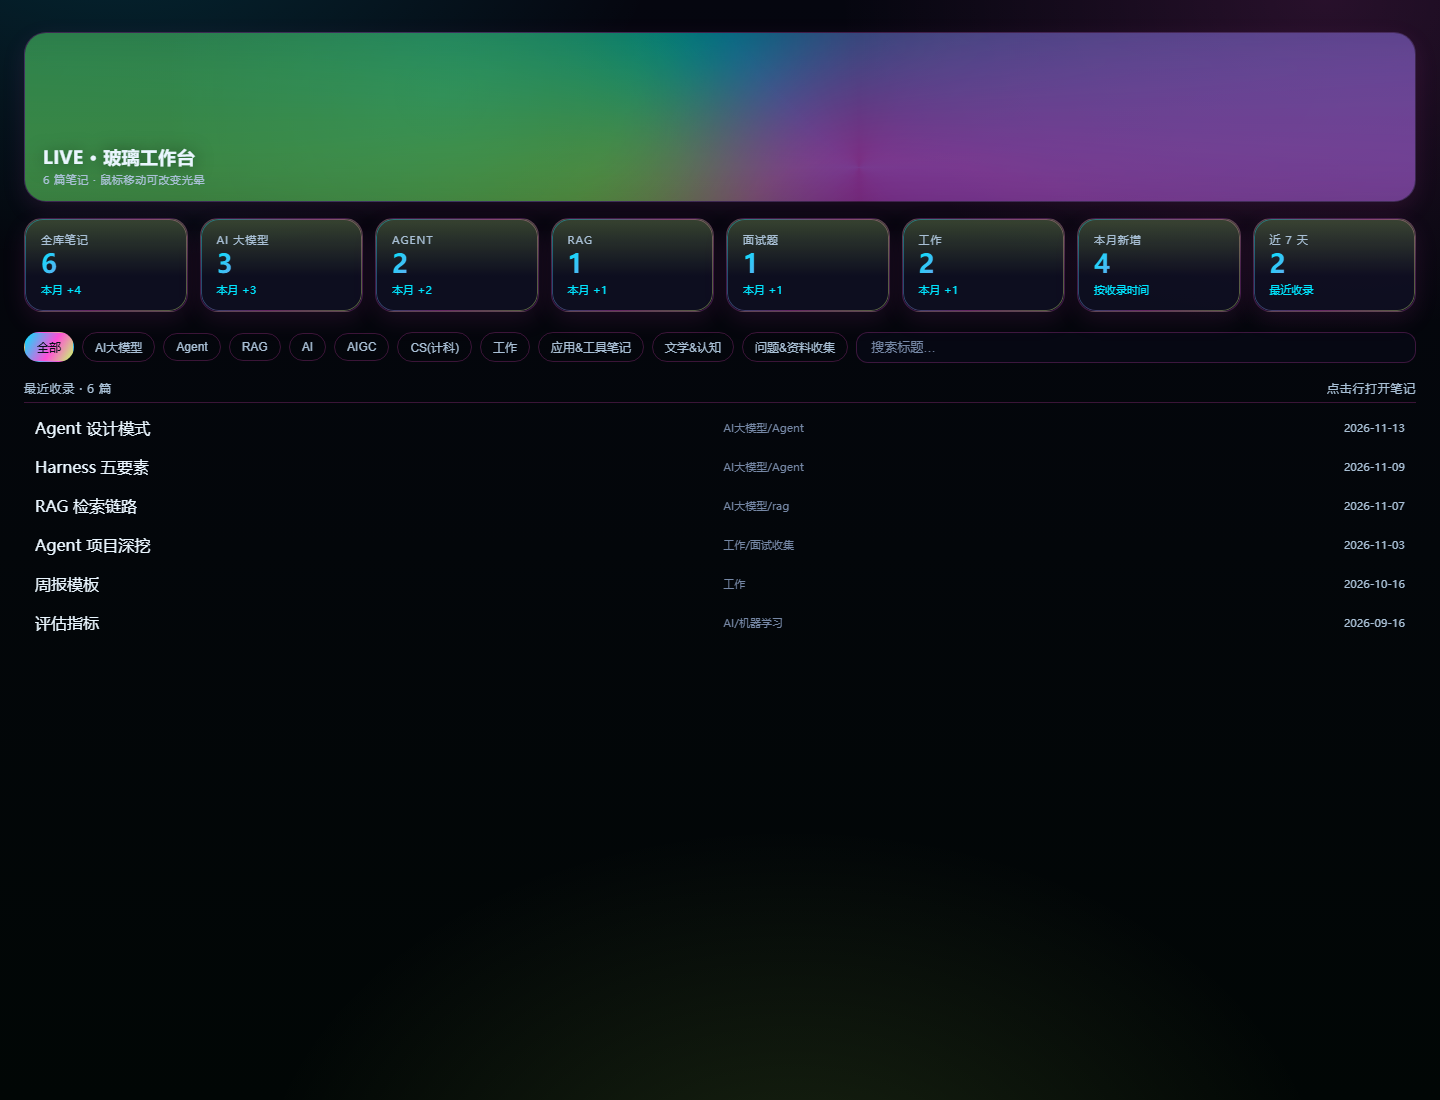 LIVE • 玻璃工作台
6 篇笔记 · 鼠标移动可改变光晕
全库笔记
6
本月 +4
AI 大模型
3
本月 +3
AGENT
2
本月 +2
RAG
1
本月 +1
面试题
1
本月 +1
工作
2
本月 +1
本月新增
4
按收录时间
近 7 天
2
最近收录
全部 AI大模型 Agent RAG AI AIGC CS(计科) 工作 应用&工具笔记 文学&认知 问题&资料收集 搜索标题...
最近收录 · 6 篇 点击行打开笔记
Agent 设计模式 AI大模型/Agent 2026-11-13
Harness 五要素 AI大模型/Agent 2026-11-09
RAG 检索链路 AI大模型/rag 2026-11-07
Agent 项目深挖 工作/面试收集 2026-11-03
周报模板 工作 2026-10-16
评估指标 AI/机器学习 2026-09-16